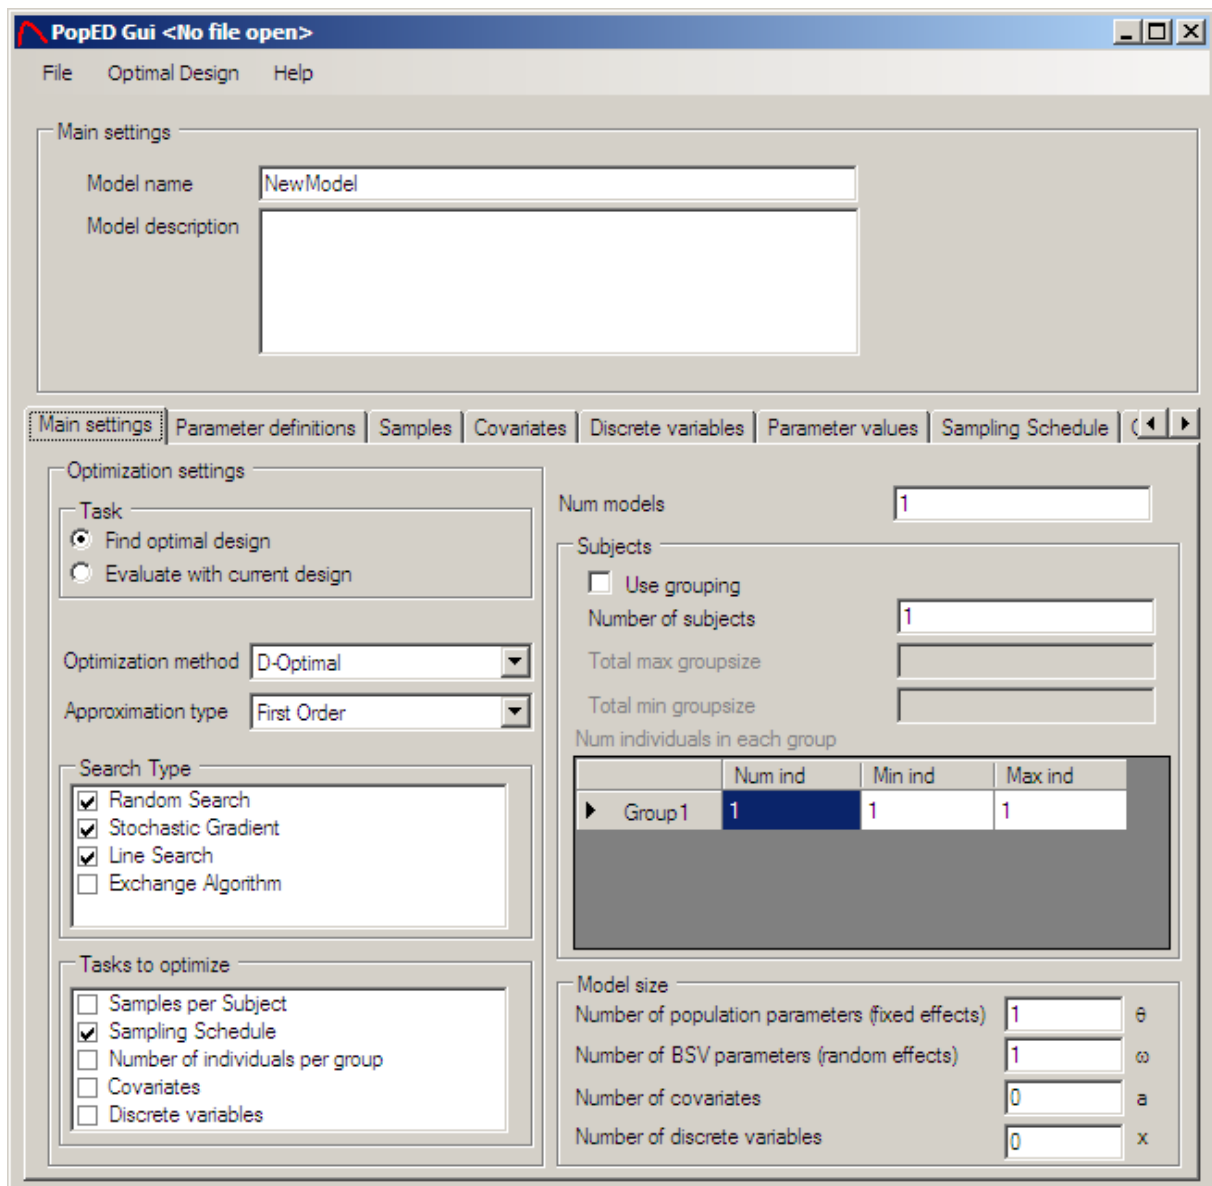 PopED Gui <No file open>
File Optimal Design Help
Main settings
Model name NewModel
Model description
Main settings Parameter definitions Samples Covariates Discrete variables Parameter values Sampling Schedule
Optimization settings
Task
Find optimal design
Evaluate with current design
Optimization method D-Optimal
Approximation type First Order
Search Type
Random Search
Stochastic Gradient
Line Search
Exchange Algorithm
Tasks to optimize
Samples per Subject
Sampling Schedule
Number of individuals per group
Covariates
Discrete variables
Num models 1
Subjects
Use grouping
Number of subjects 1
Total max groupsize
Total min groupsize
Num individuals in each group
Num ind Min ind Max ind
Group1 1 1 1
Model size
Number of population parameters (fixed effects) 1 θ
Number of BSV parameters (random effects) 1 ω
Number of covariates 0 a
Number of discrete variables 0 x